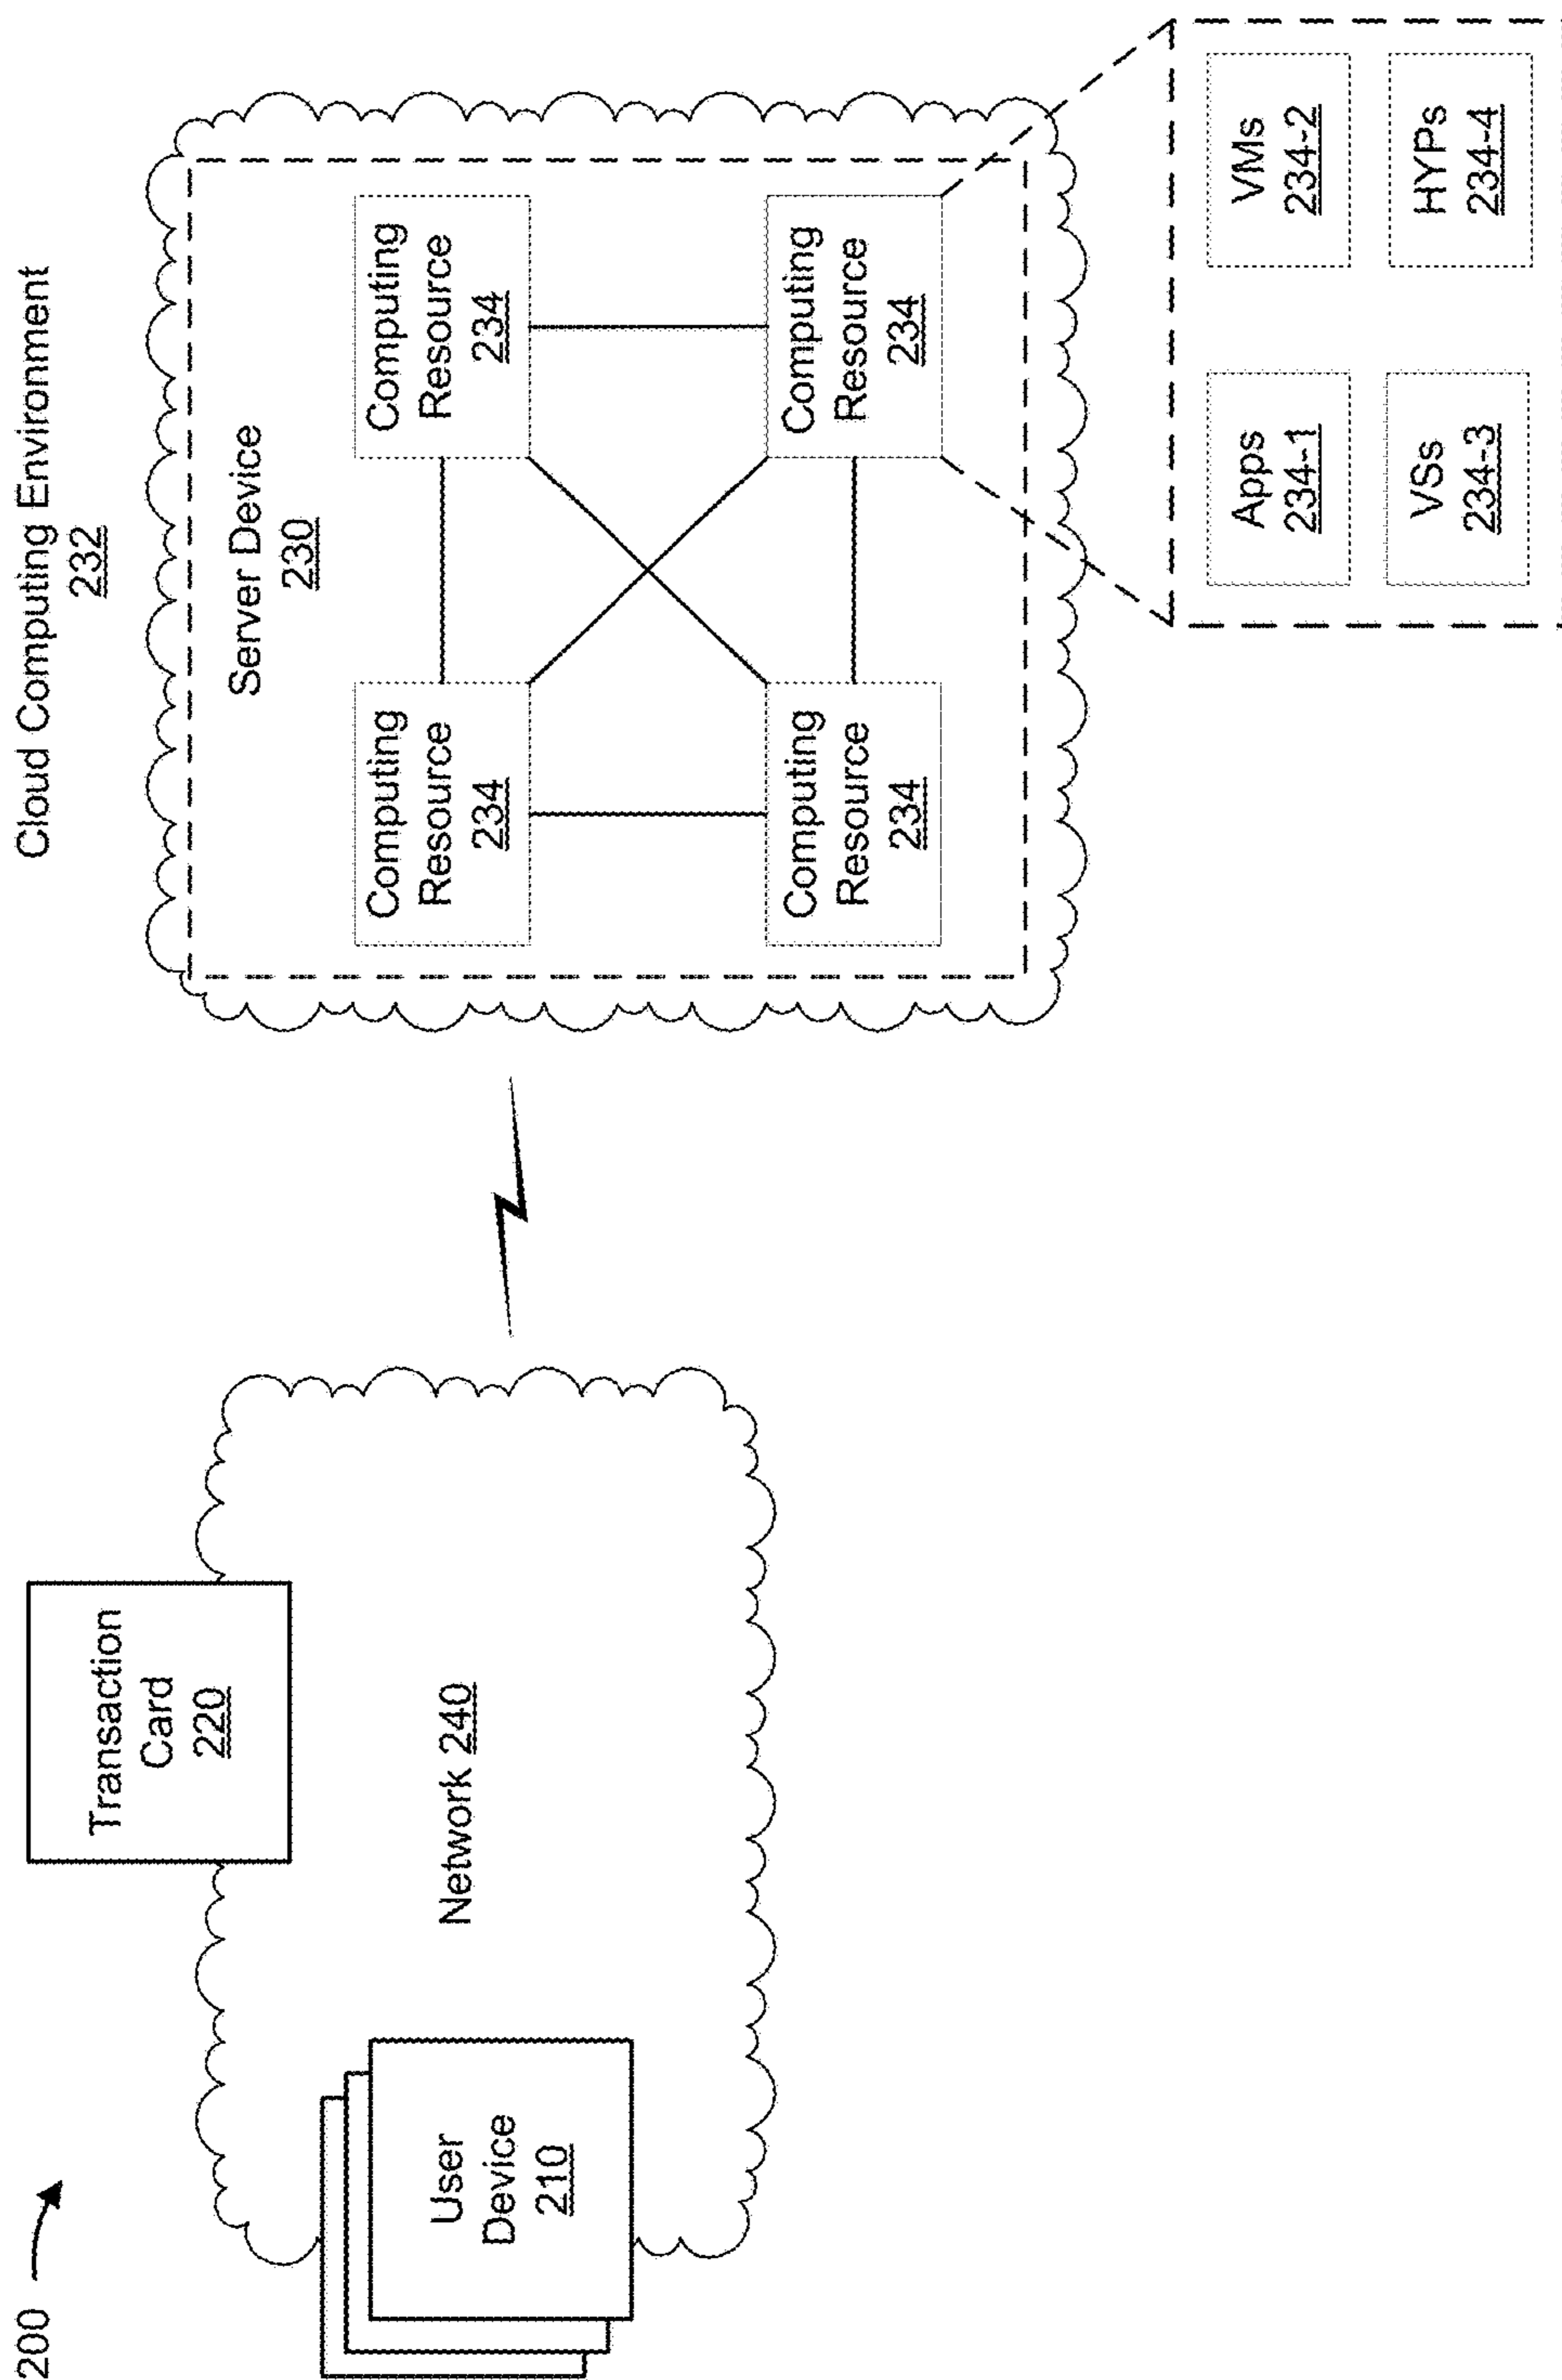 200
Cloud Computing Environment
232
Transaction
Card
220
Server Device
230
User
Device
210
Network 240
Computing
Resource
234
Computing
Resource
234
Computing
Resource
234
Computing
Resource
234
Apps
234-1
VMs
234-2
VSs
234-3
HYPs
234-4